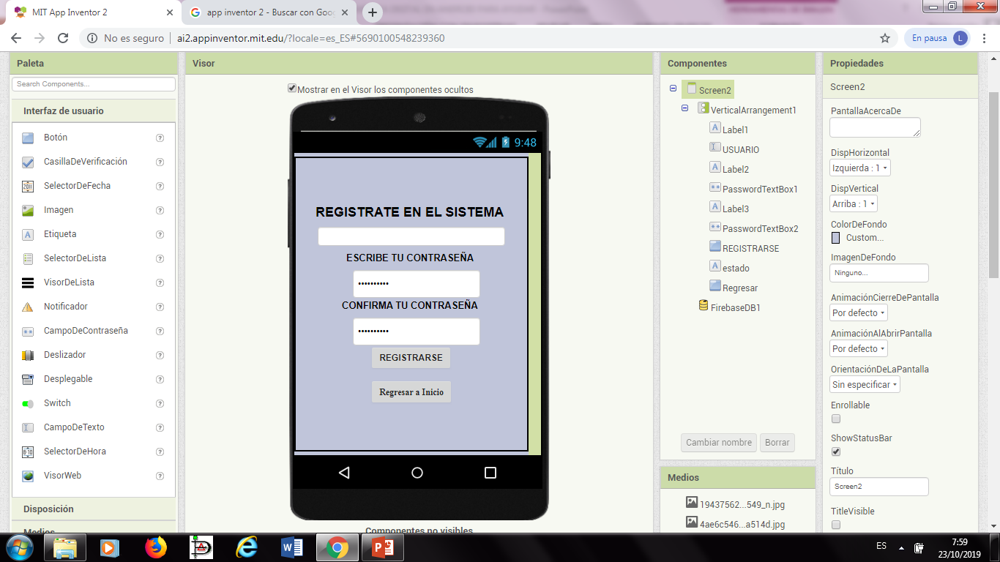 MIT App Inventor 2
app inventor 2 - Buscar con Goo
No es seguro
ai2.appinventor.mit.edu/?locale=es_ES#5690100548239360
En pausa
L
Paleta
Search Components...
Interfaz de usuario
Botón
CasillaDeVerificación
SelectorDeFecha
Imagen
Etiqueta
SelectorDeLista
VisorDeLista
Notificador
CampoDeContraseña
Deslizador
Desplegable
Switch
CampoDeTexto
SelectorDeHora
VisorWeb
Disposición
Medios
Visor
Mostrar en el Visor los componentes ocultos
9:48
REGISTRATE EN EL SISTEMA
ESCRIBE TU CONTRASEÑA
••••••••••
CONFIRMA TU CONTRASEÑA
••••••••••
REGISTRARSE
Regresar a Inicio
Componentes no visibles
Componentes
Screen2
VerticalArrangement1
Label1
USUARIO
Label2
PasswordTextBox1
Label3
PasswordTextBox2
REGISTRARSE
estado
Regresar
FirebaseDB1
Cambiar nombre
Borrar
Medios
19437562...549_n.jpg
4ae6c546...a514d.jpg
Propiedades
Screen2
PantallaAcercaDe
DispHorizontal
Izquierda : 1
DispVertical
Arriba : 1
ColorDeFondo
Custom...
ImagenDeFondo
Ninguno...
AnimaciónCierreDePantalla
Por defecto
AnimaciónAlAbrirPantalla
Por defecto
OrientaciónDeLaPantalla
Sin especificar
Enrollable
ShowStatusBar
Título
Screen2
TitleVisible
ES
7:59
23/10/2019